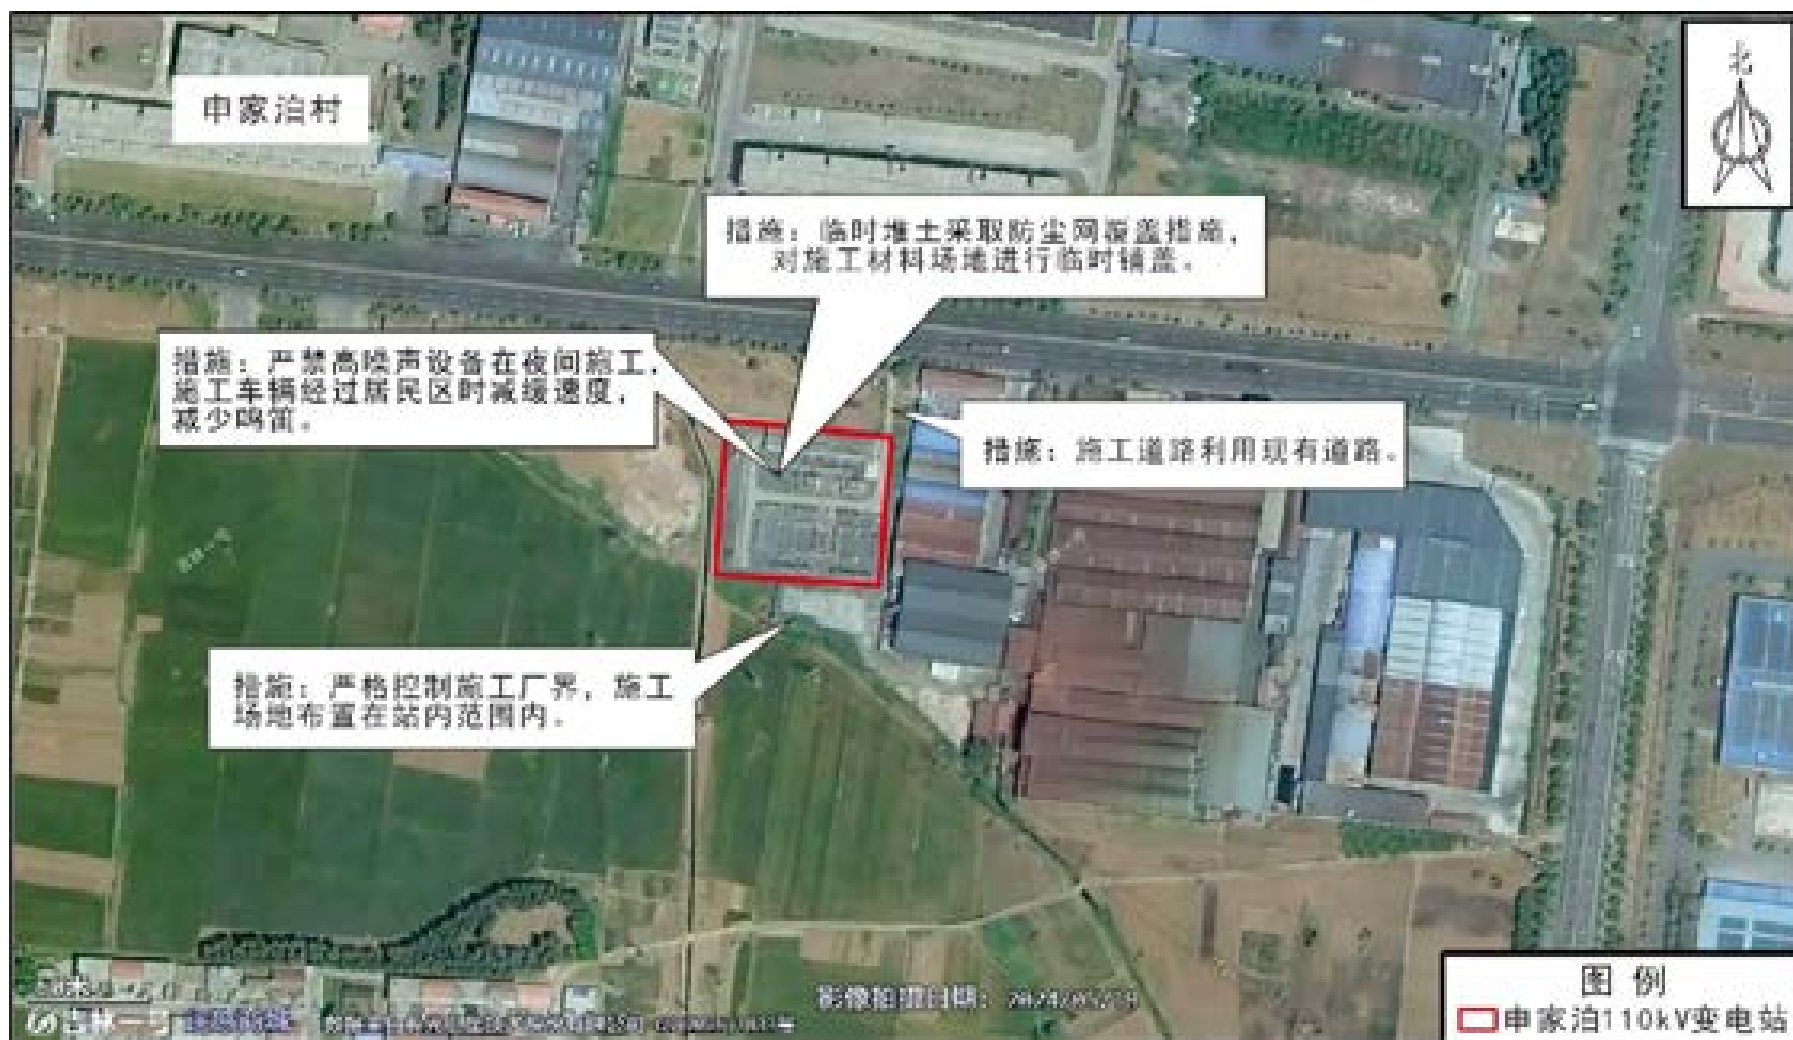 申家泊村
北
措施：临时堆土采取防尘网覆盖措施，
对施工材料场地进行临时铺盖。
措施：严禁高噪声设备在夜间施工，
施工车辆经过居民区时减缓速度，
减少鸣笛。
措施：施工道路利用现有道路。
措施：严格控制施工厂界，施工
场地布置在站内范围内。
影像拍摄日期：
吉林一号
图 例
申家泊110kV变电站